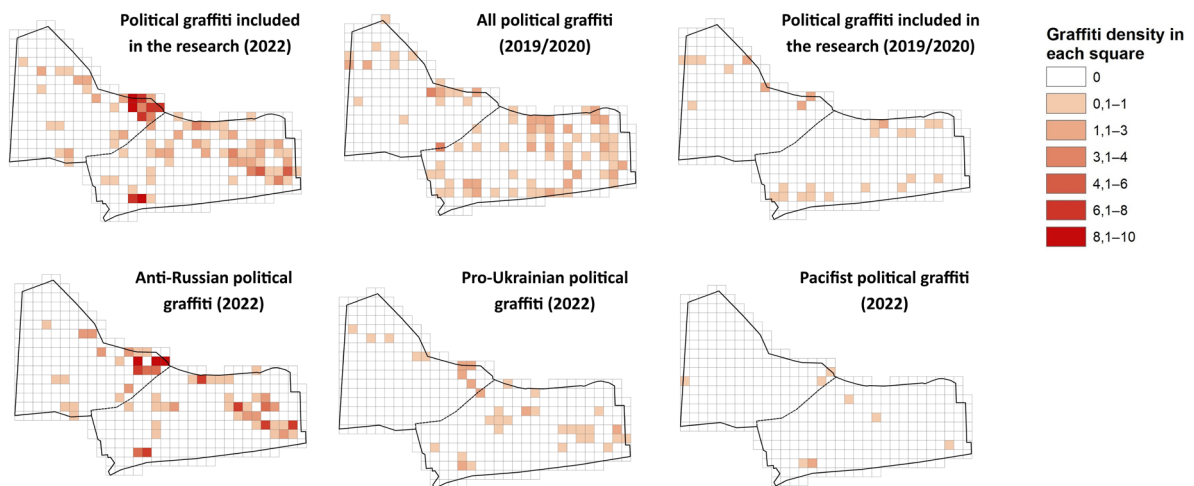 Political graffiti included
in the research (2022)
All political graffiti
(2019/2020)
Political graffiti included in
the research (2019/2020)
Graffiti density in
each square
0
0,1–1
1,1–3
3,1–4
4,1–6
6,1–8
8,1–10
Anti-Russian political
graffiti (2022)
Pro-Ukrainian political
graffiti (2022)
Pacifist political graffiti
(2022)